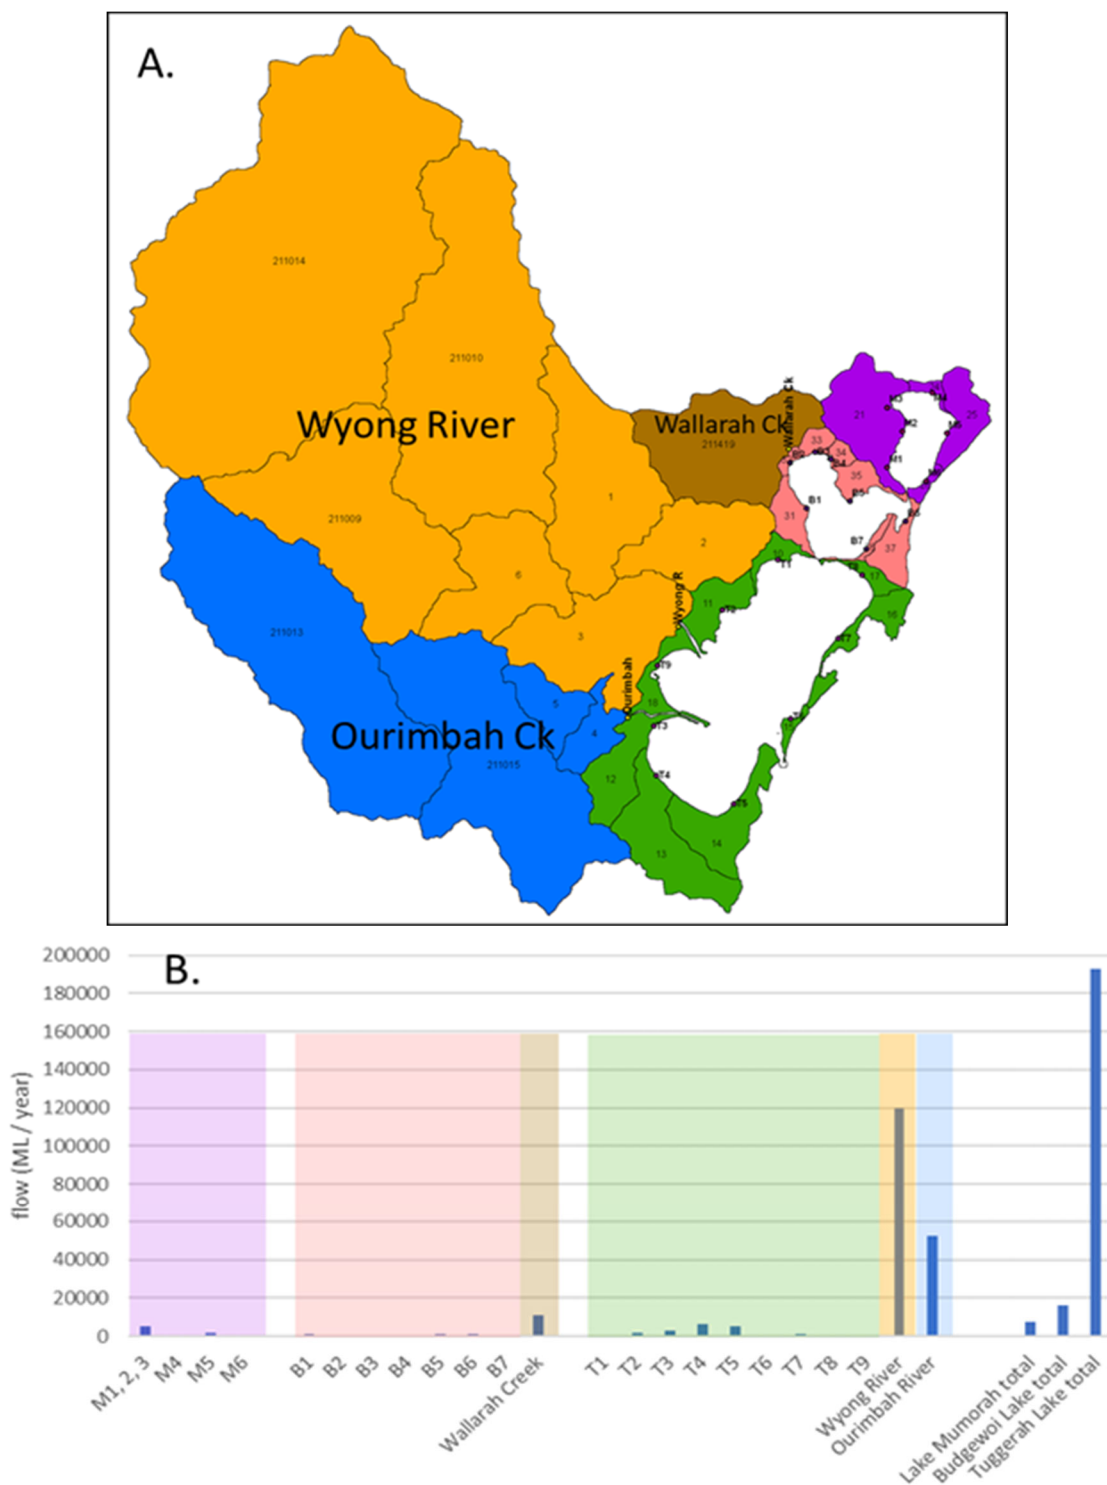 A.
211014
211010
Wyong River
Wallarah Ck
Wallarah Ck
211419
21
25
M3
M4
M2
M5
M1
33
34
35
B2
B3
B4
B5
B1
31
B7
37
211009
1
2
6
3
10
T1
17
16
11
T2
T7
Wyong R
T9
18
Ourimbah
T3
T4
T5
211013
5
4
Ourimbah Ck
211015
12
13
14
B.
flow (ML / year)
200000
180000
160000
140000
120000
100000
80000
60000
40000
20000
0
M1, 2, 3
M4
M5
M6
B1
B2
B3
B4
B5
B6
B7
Wallarah Creek
T1
T2
T3
T4
T5
T6
T7
T8
T9
Wyong River
Ourimbah River
Lake Mumorah total
Budgewoi Lake total
Tuggerah Lake total